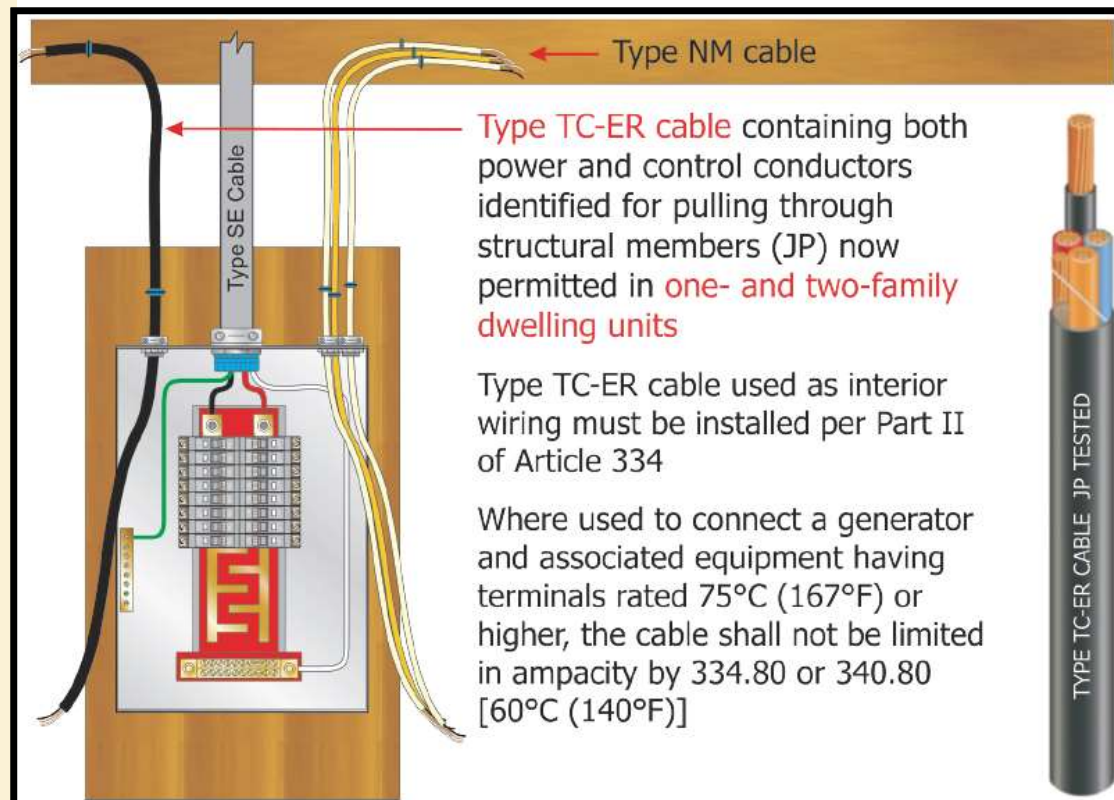 Type NM cable
Type SE Cable
Type TC-ER cable containing both
power and control conductors
identified for pulling through
structural members (JP) now
permitted in one- and two-family
dwelling units
Type TC-ER cable used as interior
wiring must be installed per Part II
of Article 334
Where used to connect a generator
and associated equipment having
terminals rated 75°C (167°F) or
higher, the cable shall not be limited
in ampacity by 334.80 or 340.80
[60°C (140°F)]
TYPE TC-ER CABLE JP TESTED